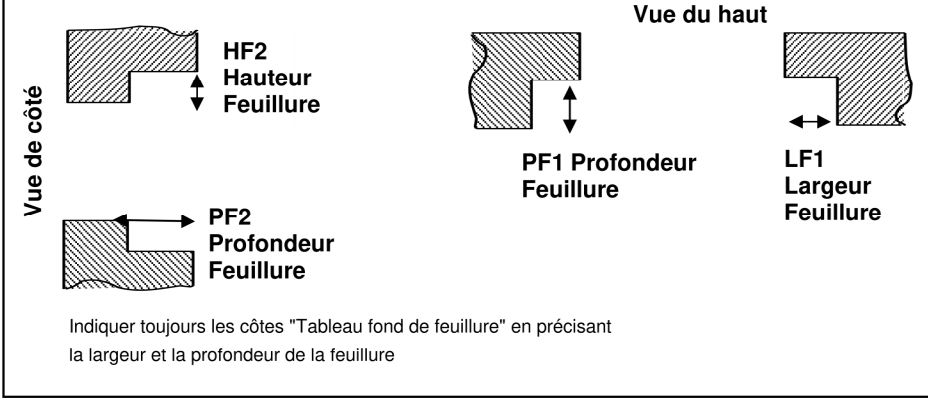 Vue du haut
Vue de côté
HF2
Hauteur
Feuillure
PF1 Profondeur
Feuillure
LF1
Largeur
Feuillure
PF2
Profondeur
Feuillure
Indiquer toujours les côtes "Tableau fond de feuillure" en précisant
la largeur et la profondeur de la feuillure